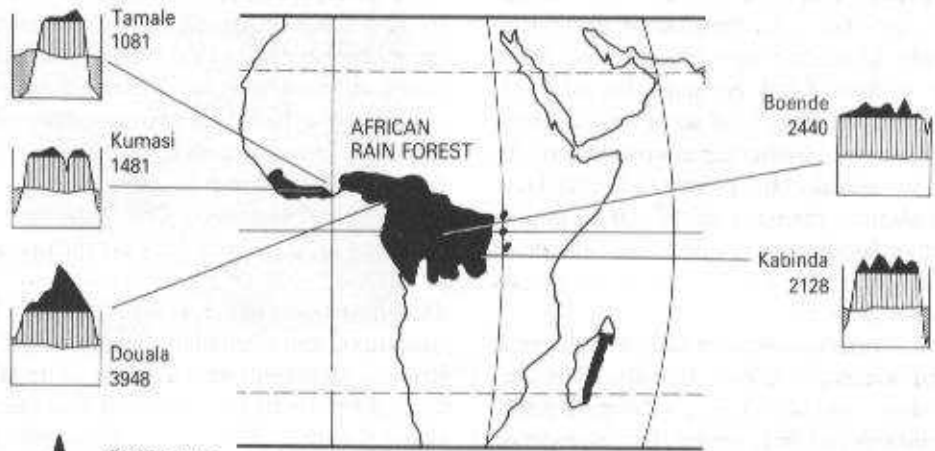 Tamale
1081
Kumasi
1481
Douala
3948
AFRICAN
RAIN FOREST
Boende
2440
Kabinda
2128